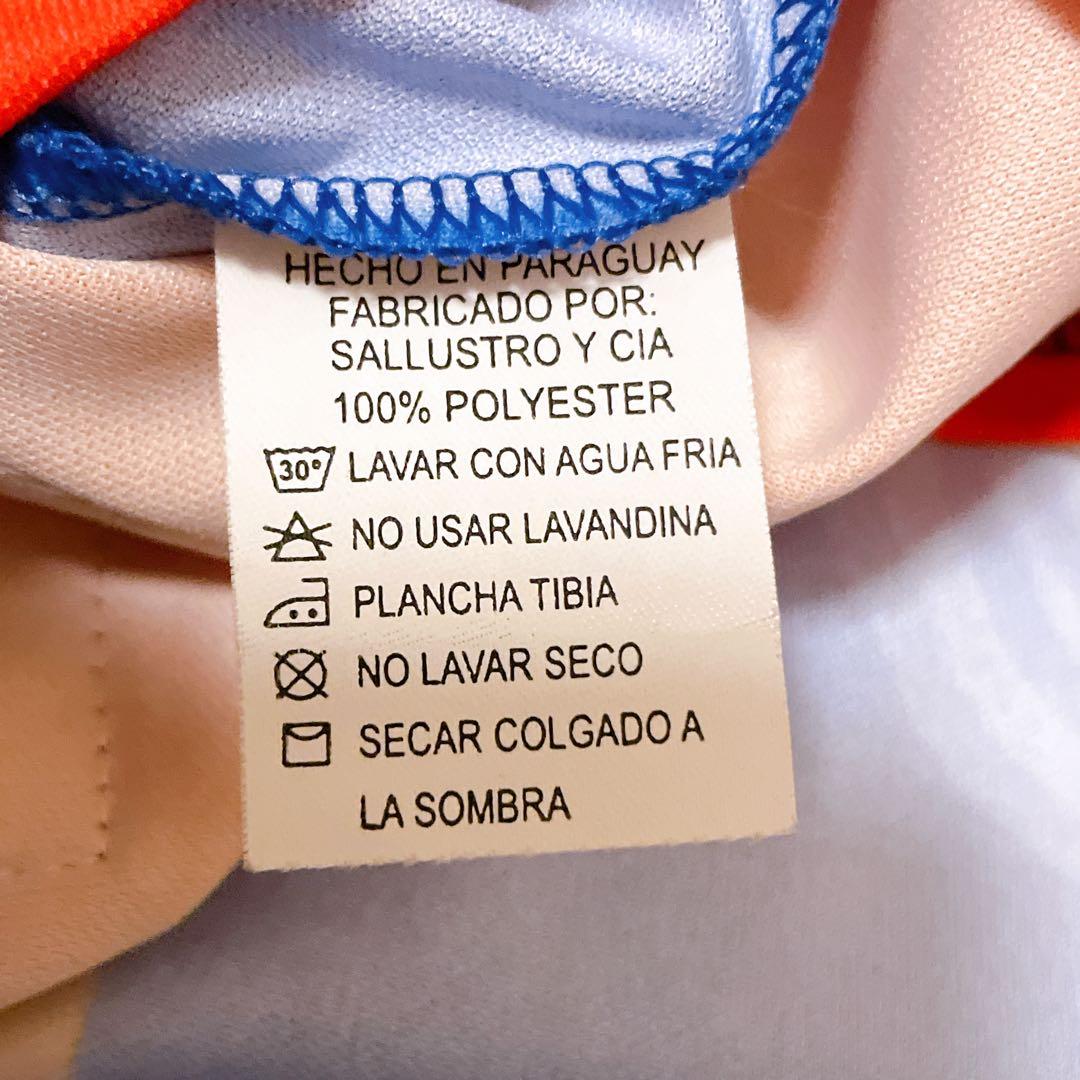 HECHO EN PARAGUAY
FABRICADO POR:
SALLUSTRO Y CIA
100% POLYESTER
30° LAVAR CON AGUA FRIA
NO USAR LAVANDINA
PLANCHA TIBIA
NO LAVAR SECO
SECAR COLGADO A
LA SOMBRA